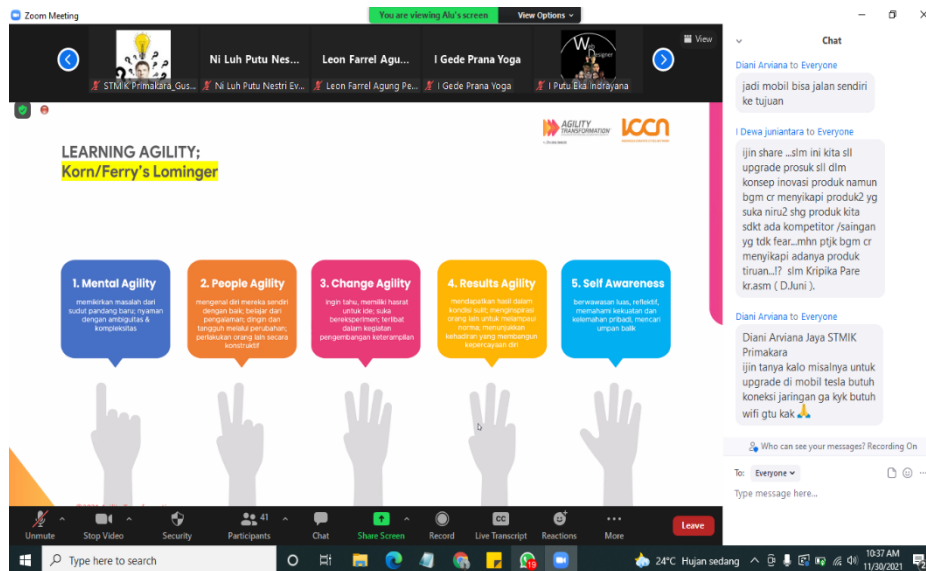 Zoom Meeting
You are viewing Alu's screen
View Options
View
STMIK Primakara_Gus...
Ni Luh Putu Nes...
Ni Luh Putu Nestri Ev...
Leon Farrel Agu...
Leon Farrel Agung Pe...
I Gede Prana Yoga
I Gede Prana Yoga
Web
Designer
I Putu Eka Indrayana
AGILITY
TRANSFORMATION
ICCN
LEARNING AGILITY;
Korn/Ferry's Lominger
1. Mental Agility
memikirkan masalah dari
sudut pandang baru; nyaman
dengan ambiguitas &
kompleksitas
2. People Agility
mengenal diri mereka sendiri
dengan baik; belajar dari
pengalaman; dingin dan
tangguh melalui perubahan;
perlakukan orang lain secara
konstruktif
3. Change Agility
ingin tahu, memiliki hasrat
untuk ide; suka
bereksperimen; terlibat
dalam kegiatan
pengembangan keterampilan
4. Results Agility
mendapatkan hasil dalam
kondisi sulit; menginspirasi
orang lain untuk melampaui
norma; menunjukkan
kehadiran yang membangun
kepercayaan diri
5. Self Awareness
berwawasan luas, reflektif,
memahami kekuatan dan
kelemahan pribadi, mencari
umpan balik
Chat
Diani Arviana to Everyone
jadi mobil bisa jalan sendiri
ke tujuan
I Dewa juniantara to Everyone
ijin share ...slm ini kita sll
upgrade prosuk sll dlm
konsep inovasi produk namun
bgm cr menyikapi produk2 yg
suka niru2 shg produk kita
sdkt ada kompetitor /saingan
yg tdk fear...mhn ptjk bgm cr
menyikapi adanya produk
tiruan...!? slm Kripika Pare
kr.asm ( D.Juni ).
Diani Arviana to Everyone
Diani Arviana Jaya STMIK
Primakara
ijin tanya kalo misalnya untuk
upgrade di mobil tesla butuh
koneksi jaringan ga kyk butuh
wifi gtu kak
Who can see your messages? Recording On
To: Everyone
Type message here...
Unmute
Stop Video
Security
41
Participants
Chat
Share Screen
Record
CC
Live Transcript
Reactions
More
Leave
Type here to search
19
24°C Hujan sedang
10:37 AM
11/30/2021
2